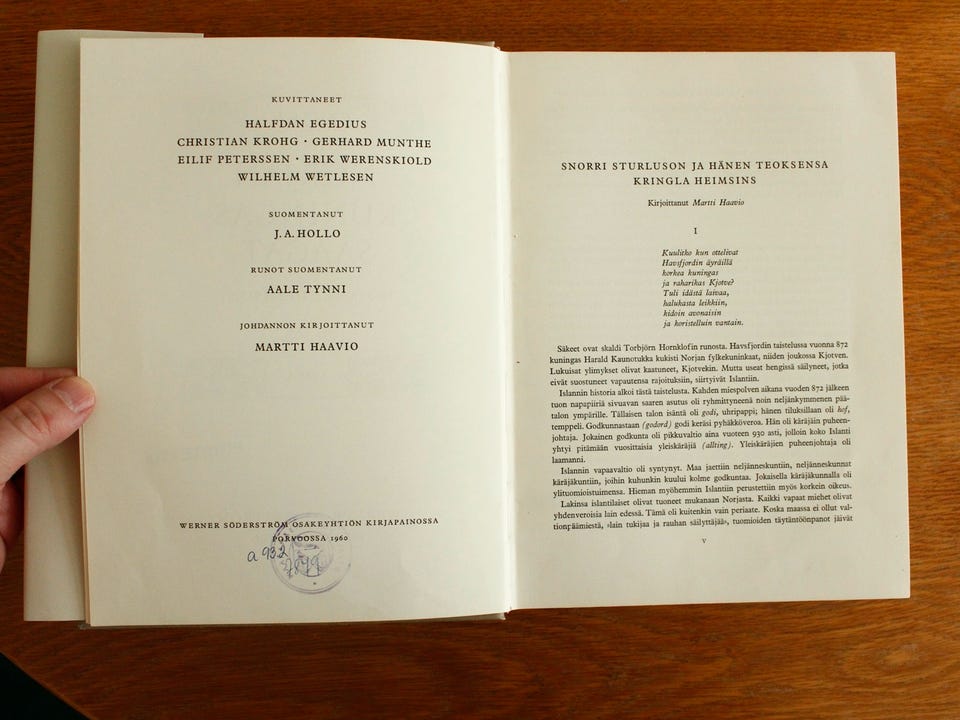 KUVITTANEET
HALFDAN EGEDIUS
CHRISTIAN KROHG · GERHARD MUNTHE
EILIF PETERSSEN · ERIK WERENSKIOLD
WILHELM WETLESEN
SUOMENTANUT
J. A. HOLLO
RUNOT SUOMENTANUT
AALE TYNNI
JOHDANNON KIRJOITTANUT
MARTTI HAAVIO
WERNER SÖDERSTRÖM OSAKEYHTIÖN KIRJAPAINOSSA
PORVOOSSA 1960
a 932
SNORRI STURLUSON JA HÄNEN TEOKSENSA
KRINGLA HEIMSINS
Kirjoittanut Martti Haavio
I
Kuulitko kun ottelivat
Havsfjordin äyräillä
korkea kuningas
ja raharikas Kjotve?
Tuli idästä laivaa,
halukasta leikkiin,
kidoin avonaisin
ja koristelluin vantain.
Säkeet ovat skaldi Torbjörn Hornklofin runosta. Havsfjordin taistelussa vuonna 872
kuningas Harald Kaunotukka kukisti Norjan fylkekuninkaat, niiden joukossa Kjotven.
Lukuisat ylimykset olivat kaatuneet, Kjotvekin. Mutta useat hengissä säilyneet, jotka
eivät suostuneet vapautensa rajoituksiin, siirtyivät Islantiin.
Islannin historia alkoi tästä taistelusta. Kahden miespolven aikana vuoden 872 jälkeen
tuon napapiiriä sivuavan saaren asutus oli ryhmittyneenä noin neljänkymmenen pää-
talon ympärille. Tällaisen talon isäntä oli godi, uhripappi; hänen tiluksillaan oli hof,
temppeli. Godkunnastaan (godord) godi keräsi pyhäkköveroa. Hän oli käräjäin puheen-
johtaja. Jokainen godkunta oli pikkuvaltio aina vuoteen 930 asti, jolloin koko Islanti
yhtyi pitämään vuosittaisia yleiskäräjiä (allting). Yleiskäräjien puheenjohtaja oli
laamanni.
Islannin vapaavaltio oli syntynyt. Maa jaettiin neljänneskuntiin, neljänneskunnat
käräjäkuntiin, joihin kuhunkin kuului kolme godkuntaa. Jokaisella käräjäkunnalla oli
ylituomioistuimensa. Hieman myöhemmin Islantiin perustettiin myös korkein oikeus.
Lakinsa islantilaiset olivat tuoneet mukanaan Norjasta. Kaikki vapaat miehet olivat
yhdenveroisia lain edessä. Tämä oli kuitenkin vain periaate. Koska maassa ei ollut val-
tionpäämiestä, »lain tukijaa ja rauhan säilyttäjää», tuomioiden täytäntöönpanot jäivät
V